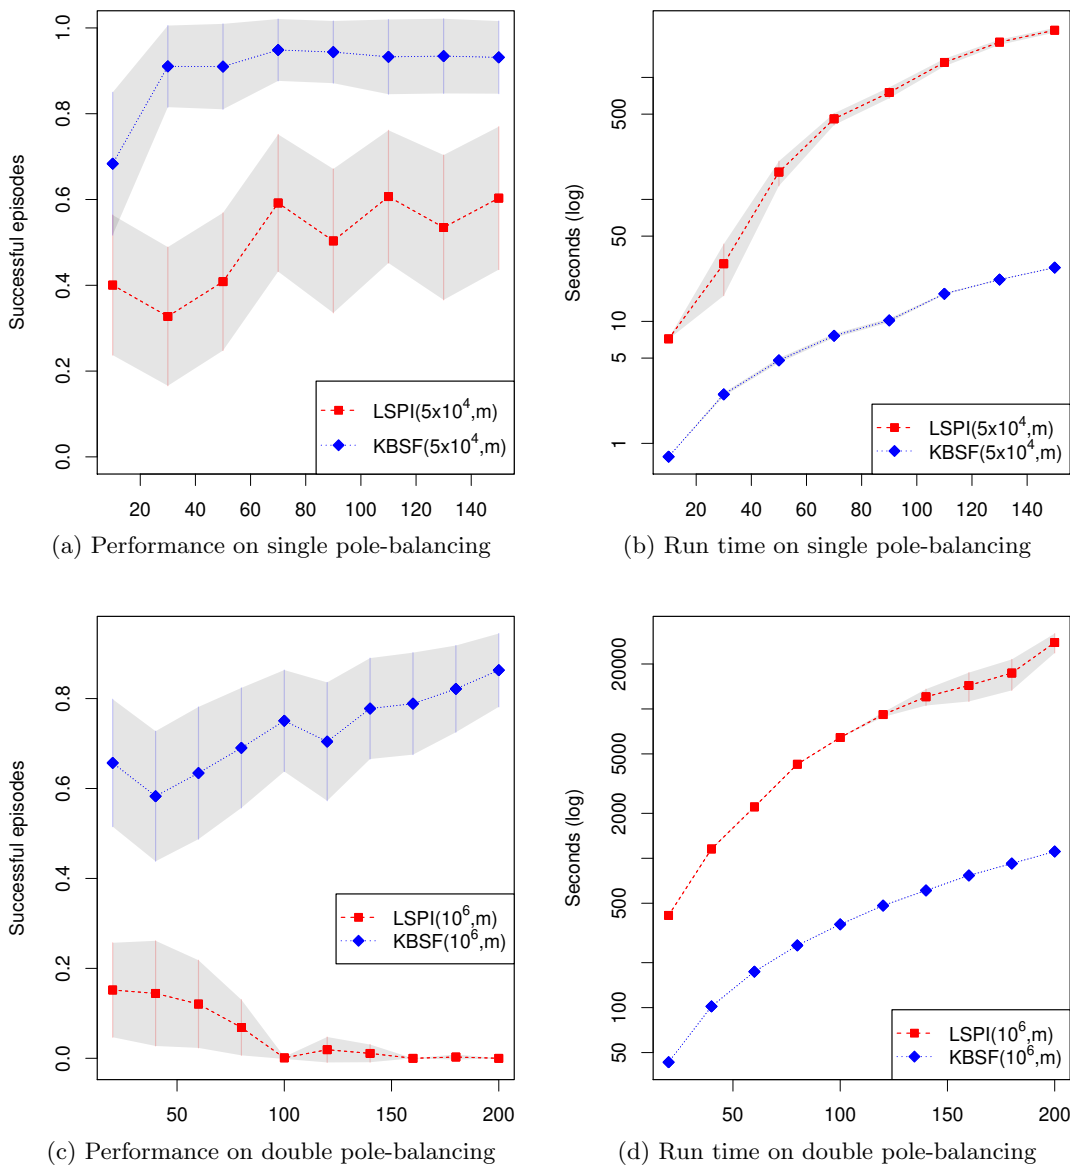 Successful episodes
0.0 0.2 0.4 0.6 0.8 1.0
LSPI(5x10^4,m)
KBSF(5x10^4,m)
20 40 60 80 100 120 140
(a) Performance on single pole-balancing
Seconds (log)
1 5 10 50 500
LSPI(5x10^4,m)
KBSF(5x10^4,m)
20 40 60 80 100 120 140
(b) Run time on single pole-balancing
Successful episodes
0.0 0.2 0.4 0.6 0.8
LSPI(10^6,m)
KBSF(10^6,m)
50 100 150 200
(c) Performance on double pole-balancing
Seconds (log)
50 100 500 2000 5000 20000
LSPI(10^6,m)
KBSF(10^6,m)
50 100 150 200
(d) Run time on double pole-balancing